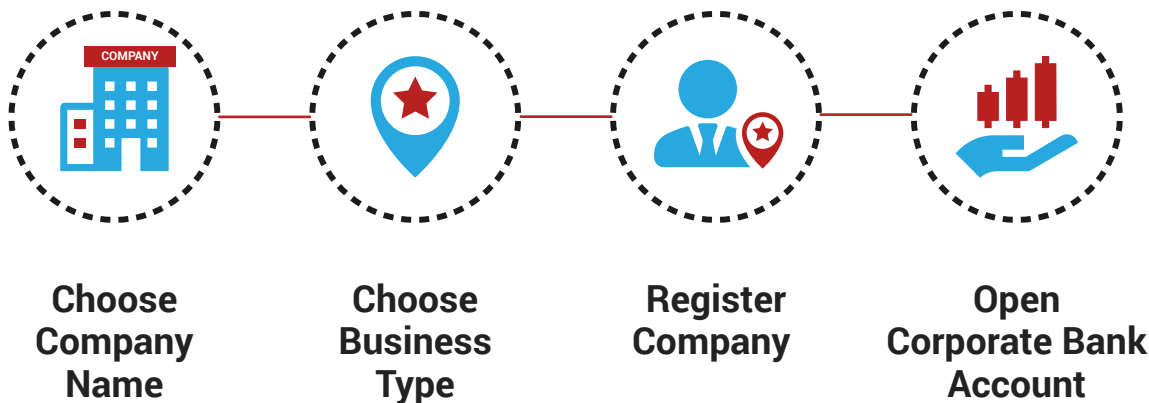 COMPANY
Choose
Company
Name
Choose
Business
Type
Register
Company
Open
Corporate Bank
Account